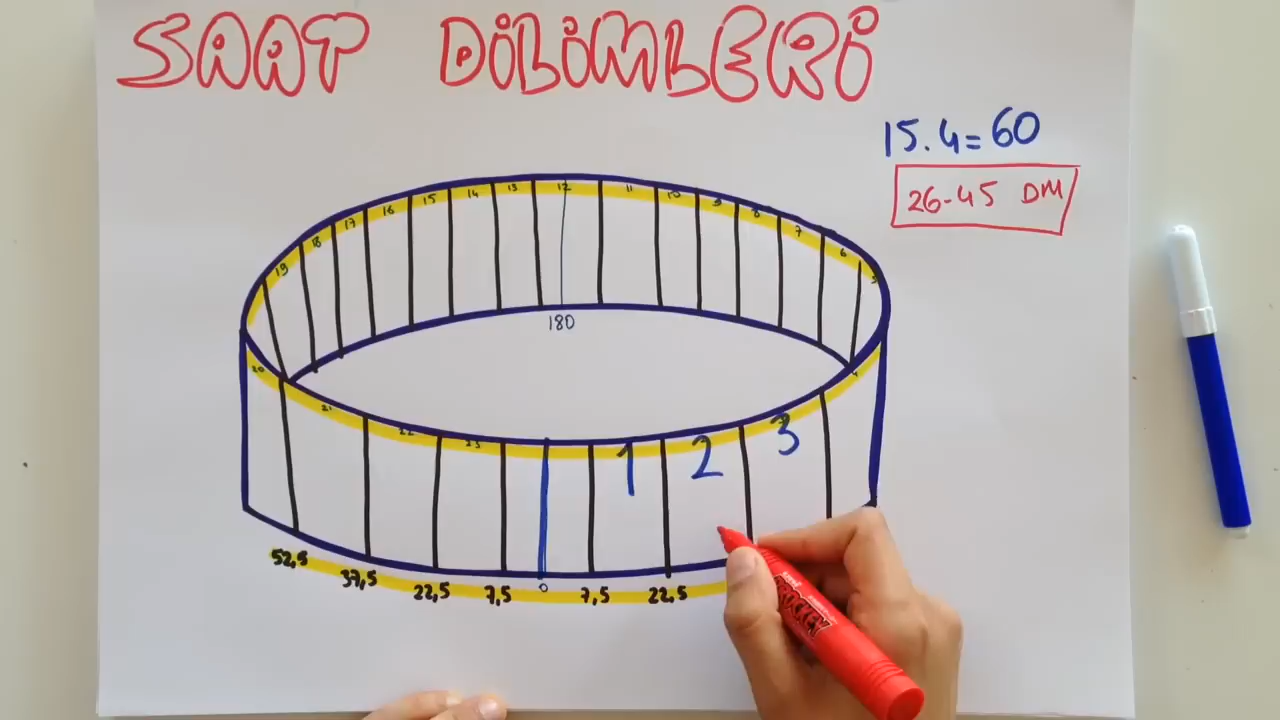 SAAT DİLİMLERİ
15.4=60
26-45 DM
19 18 17 16 15 14 13 12 11 10 9 8 7 6 5
180
20 21 22 23 1 2 3 4
52,5 37,5 22,5 7,5 0 7,5 22,5